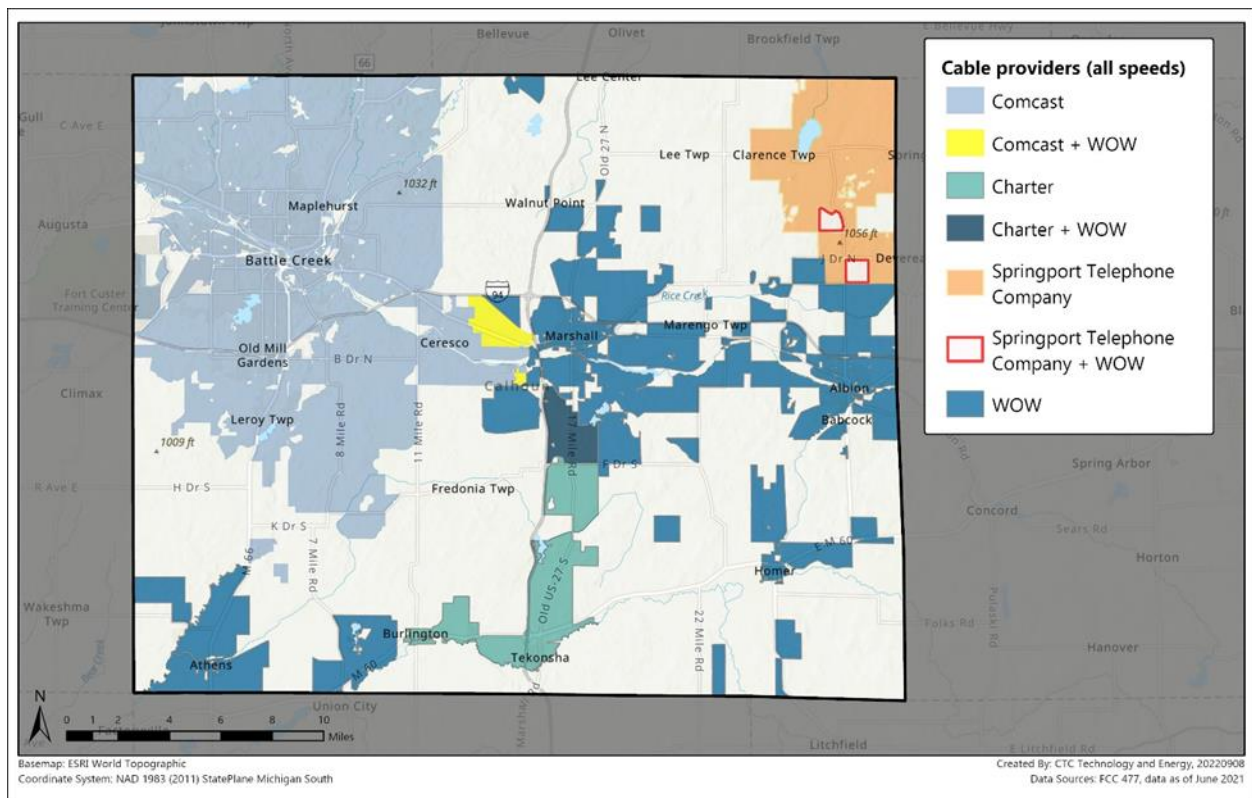 Bellevue
Olivet
Brookfield Twp
66
Lee Center
Gull
C Ave E
Old 27 N
Lee Twp
Clarence Twp
1032 ft
Augusta
Maplehurst
Walnut Point
1056 ft
Battle Creek
J Dr N
Fort Custer
Training Center
94
Rice Creek
Marengo Twp
Marshall
Ceresco
Old Mill
Gardens
B Dr N
Climax
Albion
Babcock
Leroy Twp
8 Mile Rd
11 Mile Rd
17 Mile Rd
1009 ft
F Dr S
Spring Arbor
R Ave E
H Dr S
Fredonia Twp
Concord
K Dr S
Sears Rd
M 66
7 Mile Rd
Old US-27-S
E M 60
Horton
Homer
Wakeshma
Twp
22 Mile Rd
Pulaski Rd
Folks Rd
Burlington
Hanover
Athens
M 60
Tekonsha
Union City
Litchfield
E Litchfield Rd
Cable providers (all speeds)
Comcast
Comcast + WOW
Charter
Charter + WOW
Springport Telephone
Company
Springport Telephone
Company + WOW
WOW
N
0 1 2 4 6 8 10
Miles
Basemap: ESRI World Topographic
Coordinate System: NAD 1983 (2011) StatePlane Michigan South
Created By: CTC Technology and Energy, 20220908
Data Sources: FCC 477, data as of June 2021